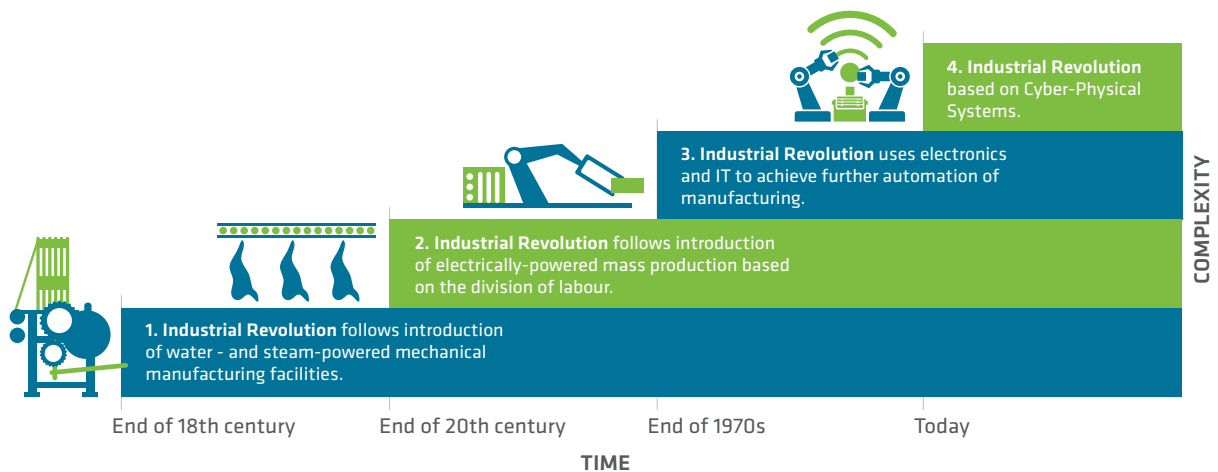 4. Industrial Revolution
based on Cyber-Physical
Systems.
3. Industrial Revolution uses electronics
and IT to achieve further automation of
manufacturing.
2. Industrial Revolution follows introduction
of electrically-powered mass production based
on the division of labour.
1. Industrial Revolution follows introduction
of water - and steam-powered mechanical
manufacturing facilities.
COMPLEXITY
End of 18th century
End of 20th century
End of 1970s
Today
TIME